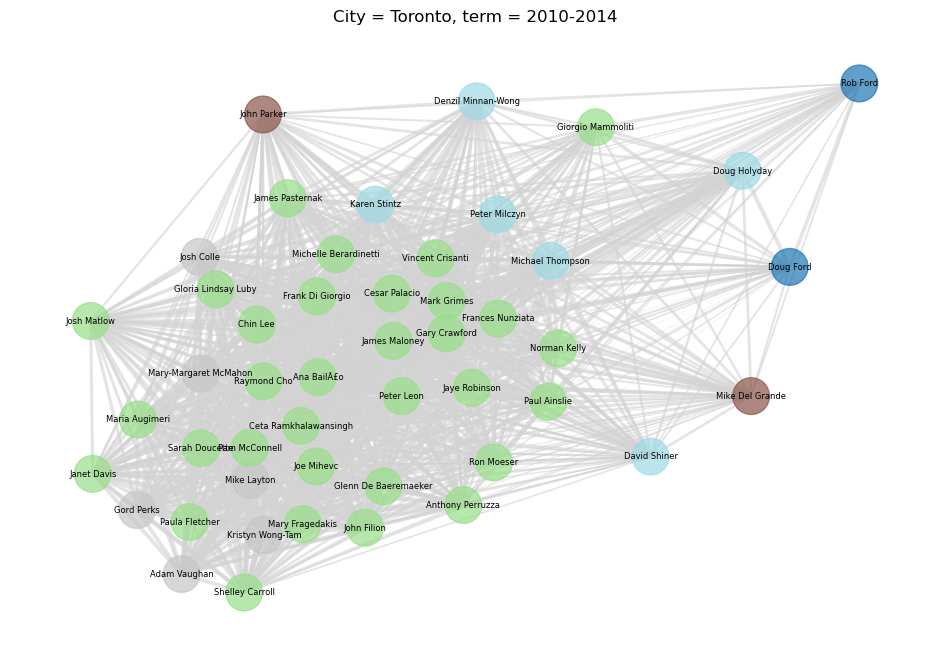 City = Toronto, term = 2010-2014
Rob Ford
Denzil Minnan-Wong
John Parker
Giorgio Mammoliti
Doug Holyday
James Pasternak
Karen Stintz
Peter Milczyn
Michelle Berardinetti
Josh Colle
Vincent Crisanti
Michael Thompson
Doug Ford
Gloria Lindsay Luby
Frank Di Giorgio
Cesar Palacio
Mark Grimes
Josh Matlow
Chin Lee
Frances Nunziata
Gary Crawford
James Maloney
Norman Kelly
Mary-Margaret McMahon
Raymond Cho
Ana BailÃ£o
Jaye Robinson
Peter Leon
Mike Del Grande
Paul Ainslie
Maria Augimeri
Ceta Ramkhalawansingh
Sarah Doucette
Pam McConnell
David Shiner
Joe Mihevc
Ron Moeser
Janet Davis
Mike Layton
Glenn De Baeremaeker
Anthony Perruzza
Gord Perks
Paula Fletcher
Mary Fragedakis
John Filion
Kristyn Wong-Tam
Adam Vaughan
Shelley Carroll